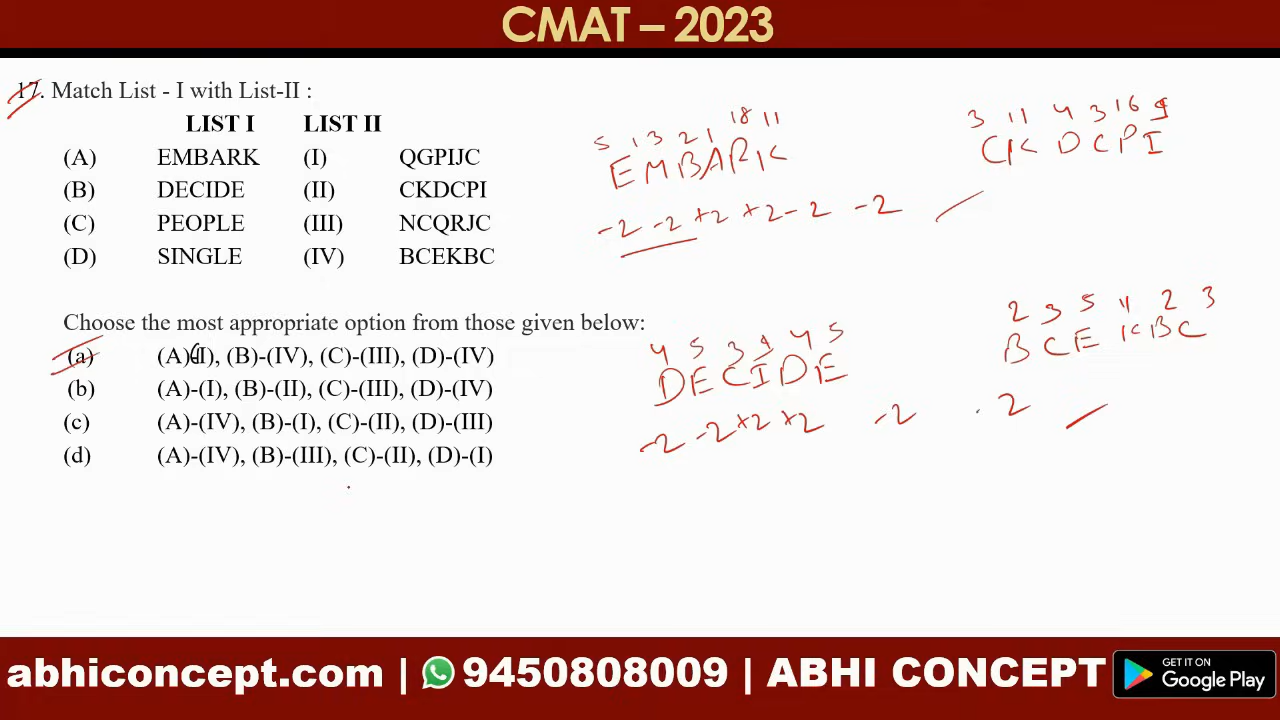 CMAT – 2023
17. Match List - I with List-II :
LIST I LIST II
(A) EMBARK (I) QGPIJC
(B) DECIDE (II) CKDCPI
(C) PEOPLE (III) NCQRJC
(D) SINGLE (IV) BCEKBC
Choose the most appropriate option from those given below:
(a) (A)-(I), (B)-(IV), (C)-(III), (D)-(IV)
(b) (A)-(I), (B)-(II), (C)-(III), (D)-(IV)
(c) (A)-(IV), (B)-(I), (C)-(II), (D)-(III)
(d) (A)-(IV), (B)-(III), (C)-(II), (D)-(I)
5 13 2 1 18 11
EMBARK
-2 -2 +2 +2 -2 -2
3 11 4 3 16 9
CKDCPI
4 5 3 9 4 5
DECIDE
-2 -2 +2 +2 -2 2
2 3 5 11 2 3
BCEKBC
abhiconcept.com | 9450808009 | ABHI CONCEPT
GET IT ON
Google Play